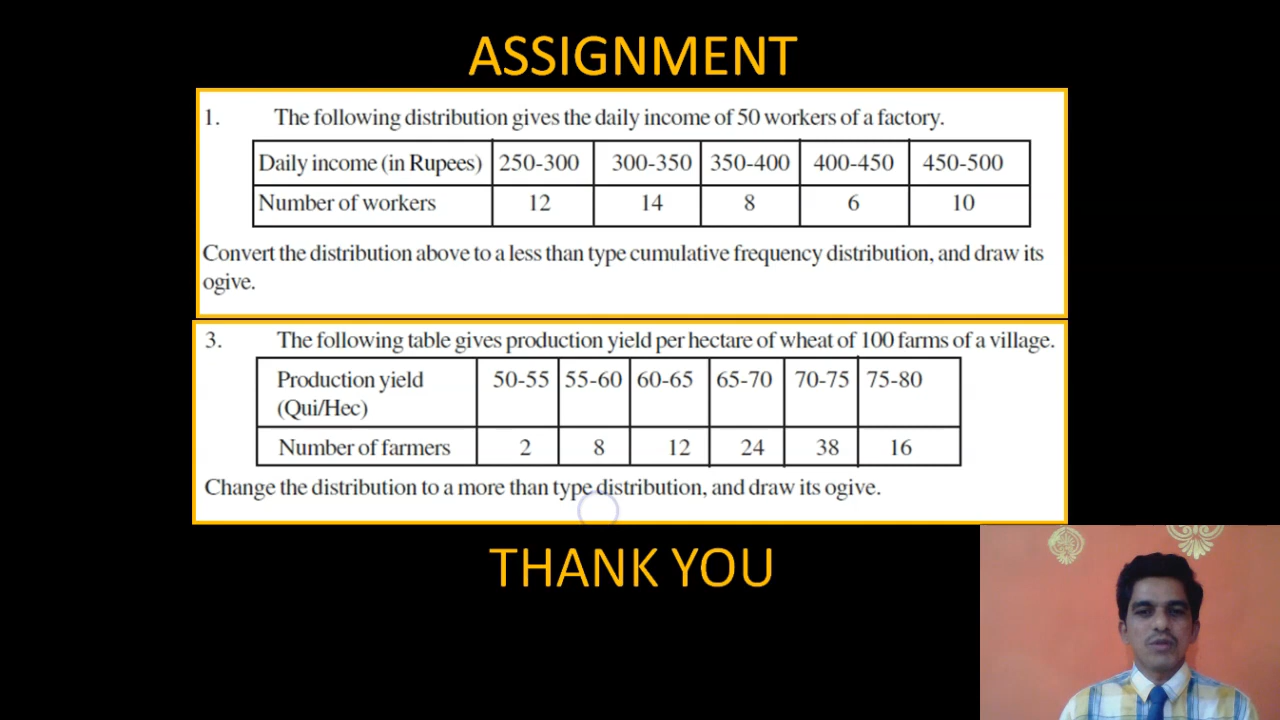 ASSIGNMENT
1. The following distribution gives the daily income of 50 workers of a factory.
Daily income (in Rupees) 250-300 300-350 350-400 400-450 450-500
Number of workers 12 14 8 6 10
Convert the distribution above to a less than type cumulative frequency distribution, and draw its
ogive.
3. The following table gives production yield per hectare of wheat of 100 farms of a village.
Production yield 50-55 55-60 60-65 65-70 70-75 75-80
(Qui/Hec)
Number of farmers 2 8 12 24 38 16
Change the distribution to a more than type distribution, and draw its ogive.
THANK YOU